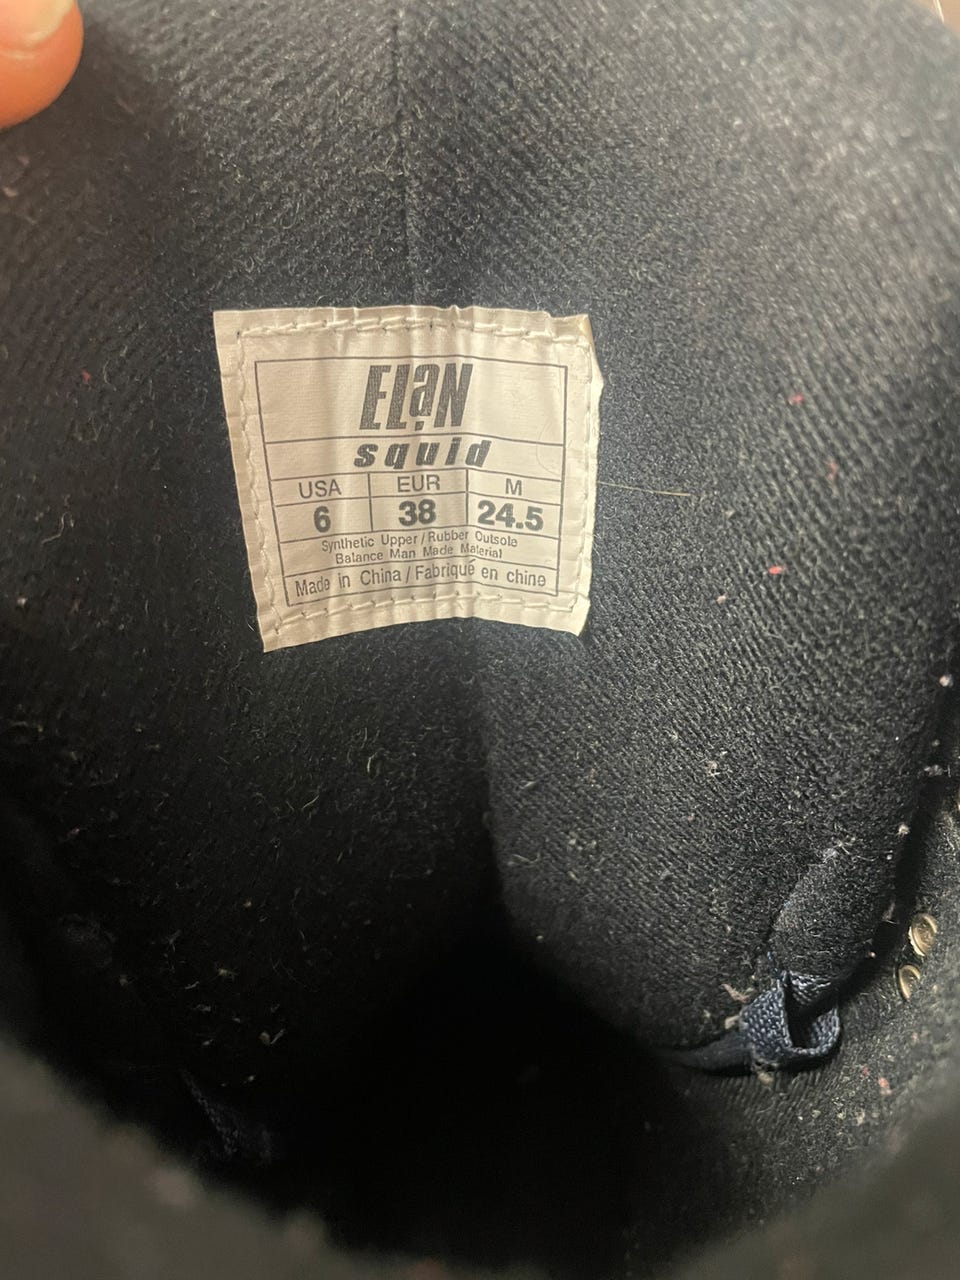 ELaN
squid
USA EUR M
6 38 24.5
Synthetic Upper / Rubber Outsole
Balance Man Made Material
Made in China / Fabriqué en chine